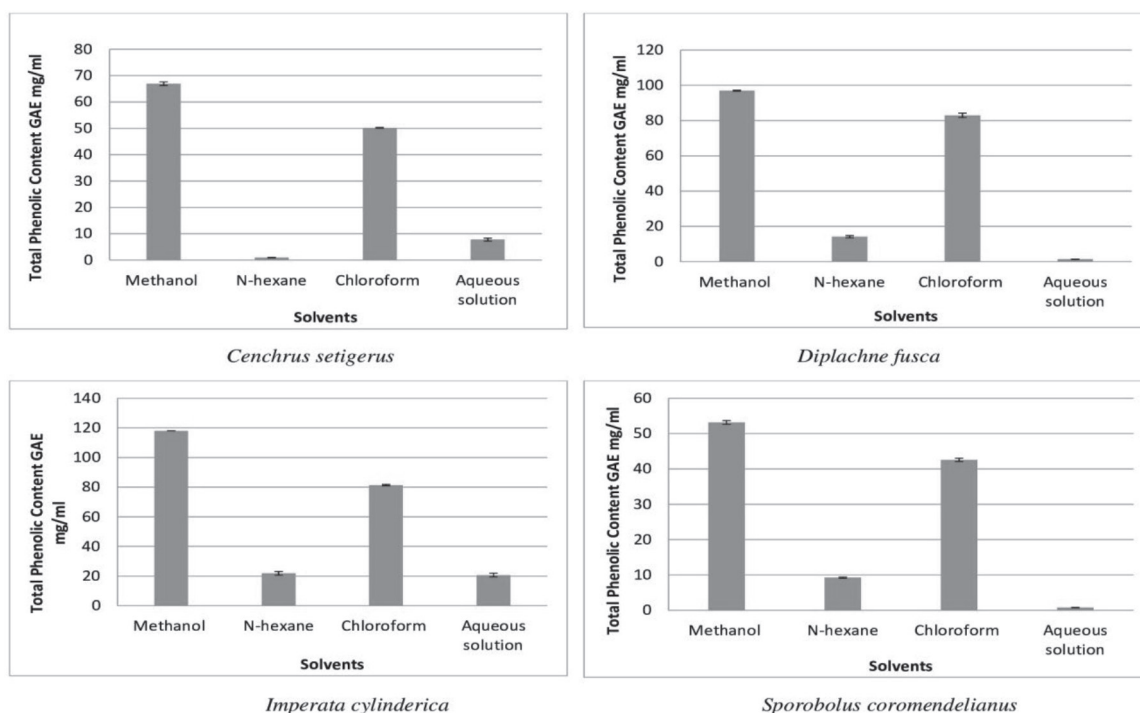 Total Phenolic Content GAE mg/ml
80
70
60
50
40
30
20
10
0
Methanol N-hexane Chloroform Aqueous
solution
Solvents
Cenchrus setigerus
Total Phenolic Content GAE mg/ml
120
100
80
60
40
20
0
Methanol N-hexane Chloroform Aqueous
solution
Solvents
Diplachne fusca
Total Phenolic Content GAE
mg/ml
140
120
100
80
60
40
20
0
Methanol N-hexane Chloroform Aqueous
solution
Solvents
Imperata cylinderica
Total Phenolic Content GAE mg/ml
60
50
40
30
20
10
0
Methanol N-hexane Chloroform Aqueous
solution
Solvents
Sporobolus coromendelianus